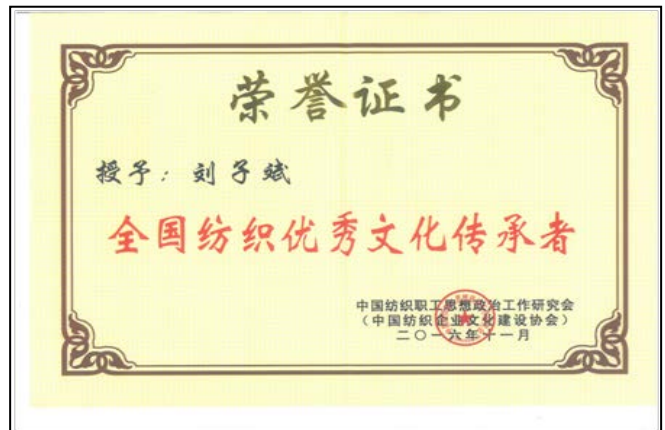 荣誉证书
授予：刘子斌
全国纺织优秀文化传承者
中国纺织职工思想政治工作研究会
（中国纺织企业文化建设协会）
二〇一六年十一月